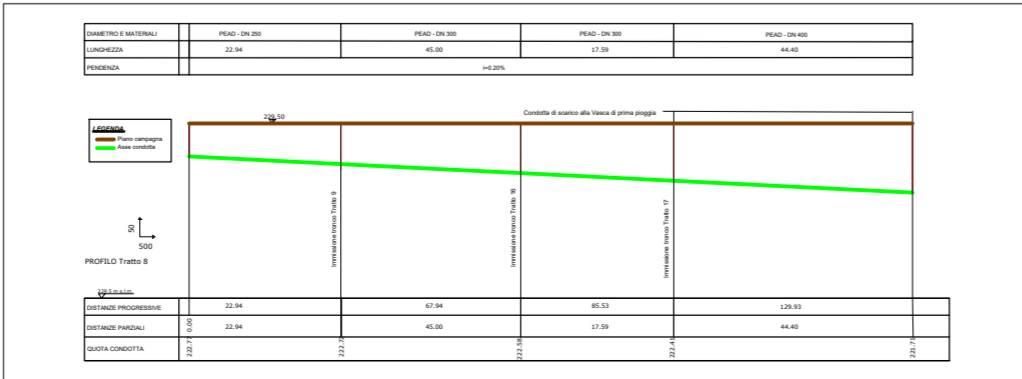 DIAMETRO E MATERIALI PEAD - DN 250 PEAD - DN 300 PEAD - DN 300 PEAD - DN 400
LUNGHEZZA 22.94 45.00 17.59 44.40
PENDENZA i=0.20%
Condotta di scarico alla Vasca di prima pioggia
229.50
LEGENDA
Piano campagna
Asse condotta
Immissione tronco Tratto 9
Immissione tronco Tratto 16
Immissione tronco Tratto 17
50
500
PROFILO Tratto 8
DISTANZE PROGRESSIVE 22.94 67.94 85.53 129.93
DISTANZE PARZIALI 0.00 22.94 45.00 17.59 44.40
QUOTA CONDOTTA 222.77 222.58 222.41 221.71